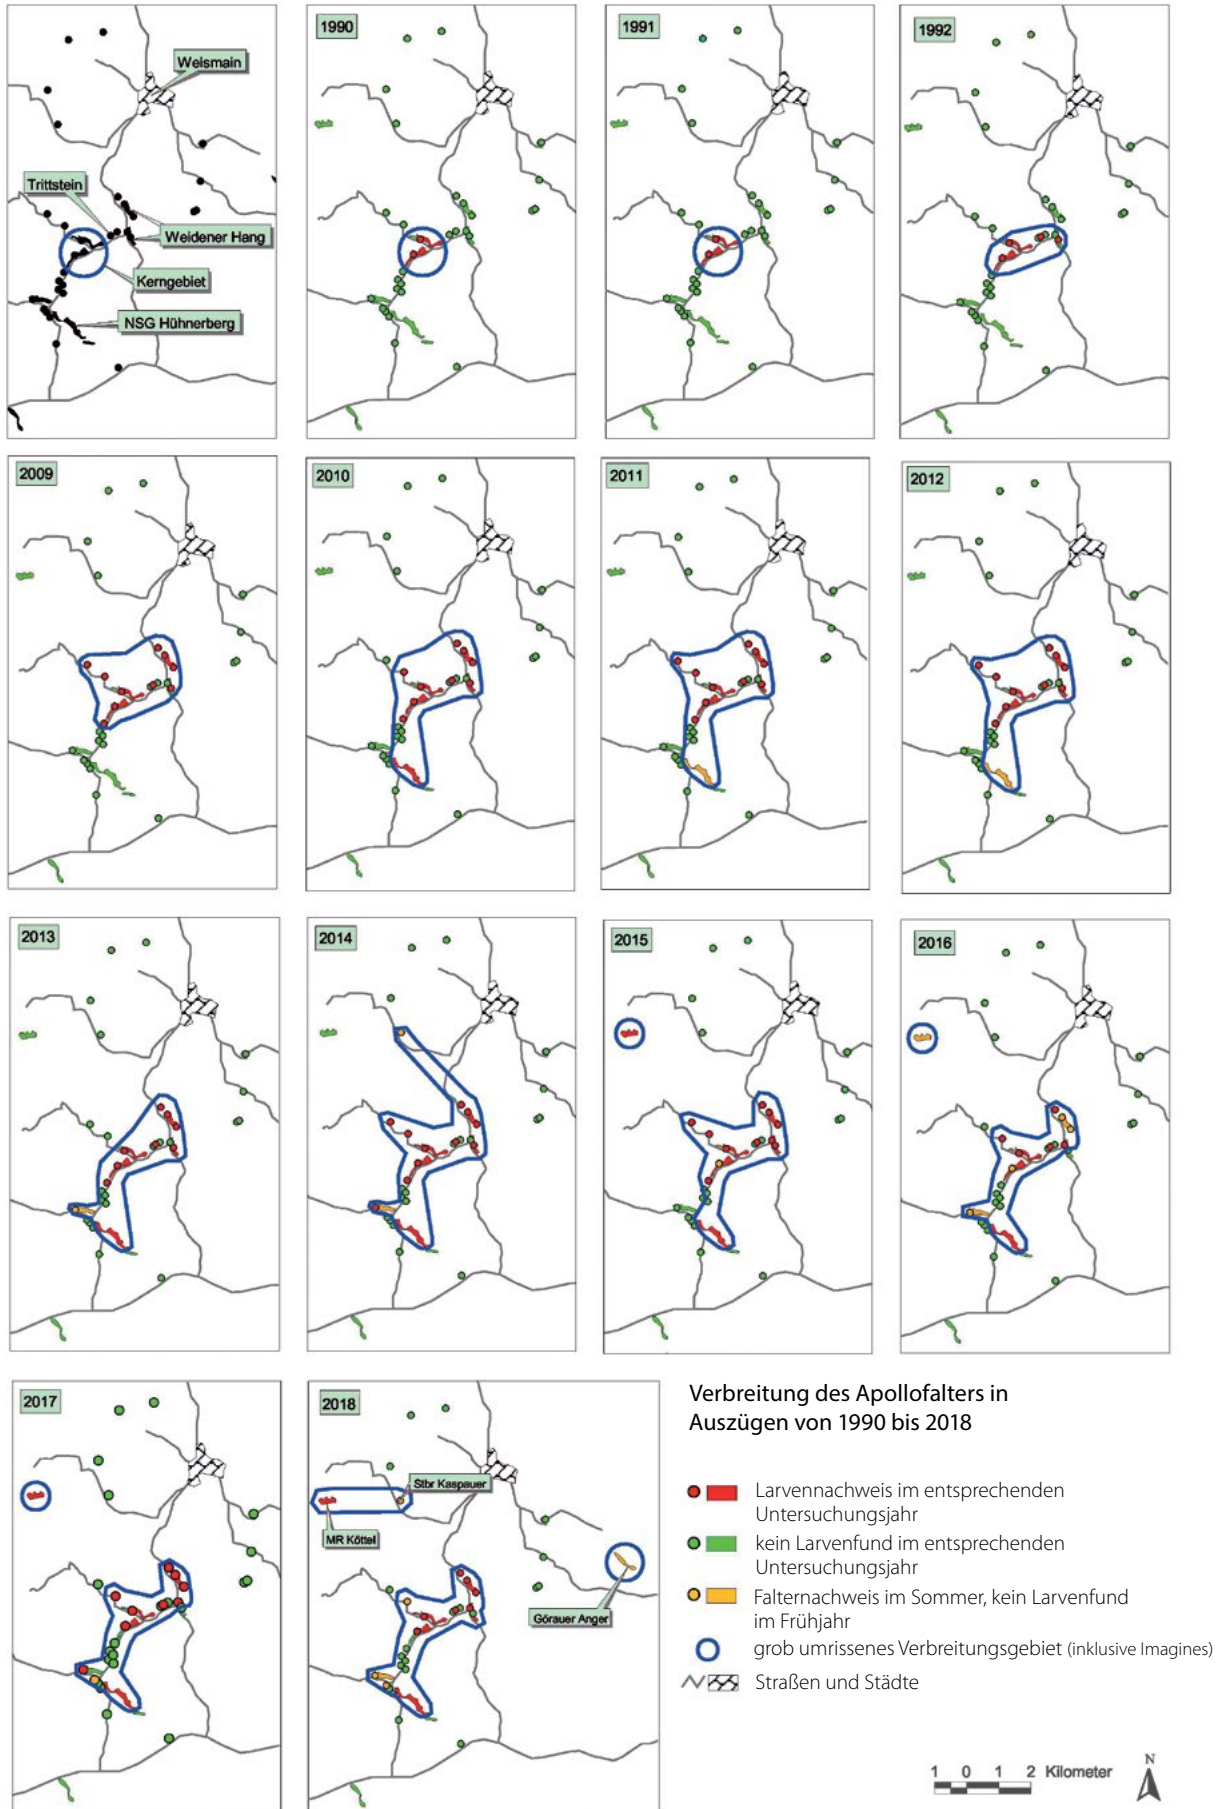 Weismain
Trittstein
Weidener Hang
Kerngebiet
NSG Hühnerberg
1990
1991
1992
2009
2010
2011
2012
2013
2014
2015
2016
2017
2018
Stbr Kaspauer
MR Köttel
Görauer Anger
Verbreitung des Apollofalters in
Auszügen von 1990 bis 2018
Larvennachweis im entsprechenden
Untersuchungsjahr
kein Larvenfund im entsprechenden
Untersuchungsjahr
Falternachweis im Sommer, kein Larvenfund
im Frühjahr
grob umrissenes Verbreitungsgebiet (inklusive Imagines)
Straßen und Städte
1 0 1 2 Kilometer
N